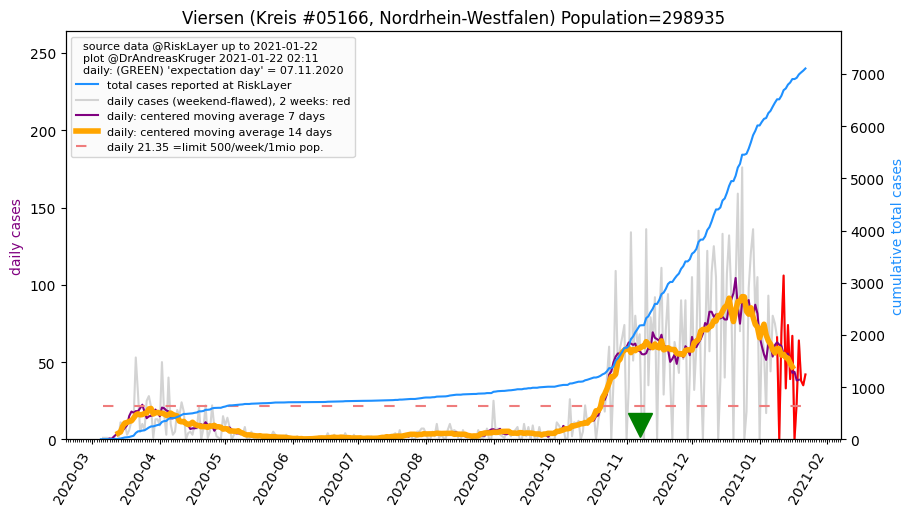 Viersen (Kreis #05166, Nordrhein-Westfalen) Population=298935
source data @RiskLayer up to 2021-01-22
plot @DrAndreasKruger 2021-01-22 02:11
daily: (GREEN) 'expectation day' = 07.11.2020
total cases reported at RiskLayer
daily cases (weekend-flawed), 2 weeks: red
daily: centered moving average 7 days
daily: centered moving average 14 days
daily 21.35 =limit 500/week/1mio pop.
daily cases
250
200
150
100
50
0
cumulative total cases
7000
6000
5000
4000
3000
2000
1000
0
2020-03
2020-04
2020-05
2020-06
2020-07
2020-08
2020-09
2020-10
2020-11
2020-12
2021-01
2021-02